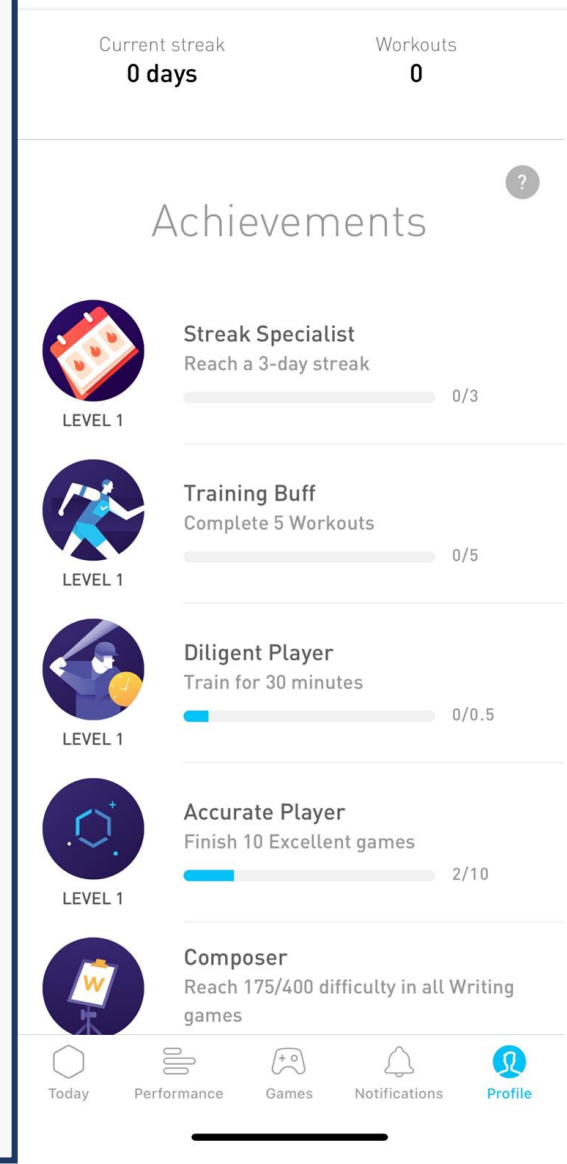 Current streak
Workouts
0 days
0
?
Achievements
Streak Specialist
Reach a 3-day streak
0/3
LEVEL 1
Training Buff
Complete 5 Workouts
0/5
LEVEL 1
Diligent Player
Train for 30 minutes
0/0.5
LEVEL 1
Accurate Player
Finish 10 Excellent games
2/10
LEVEL 1
Composer
W
Reach 175/400 difficulty in all Writing
games
Today
Performance
Games
Notifications
Profile